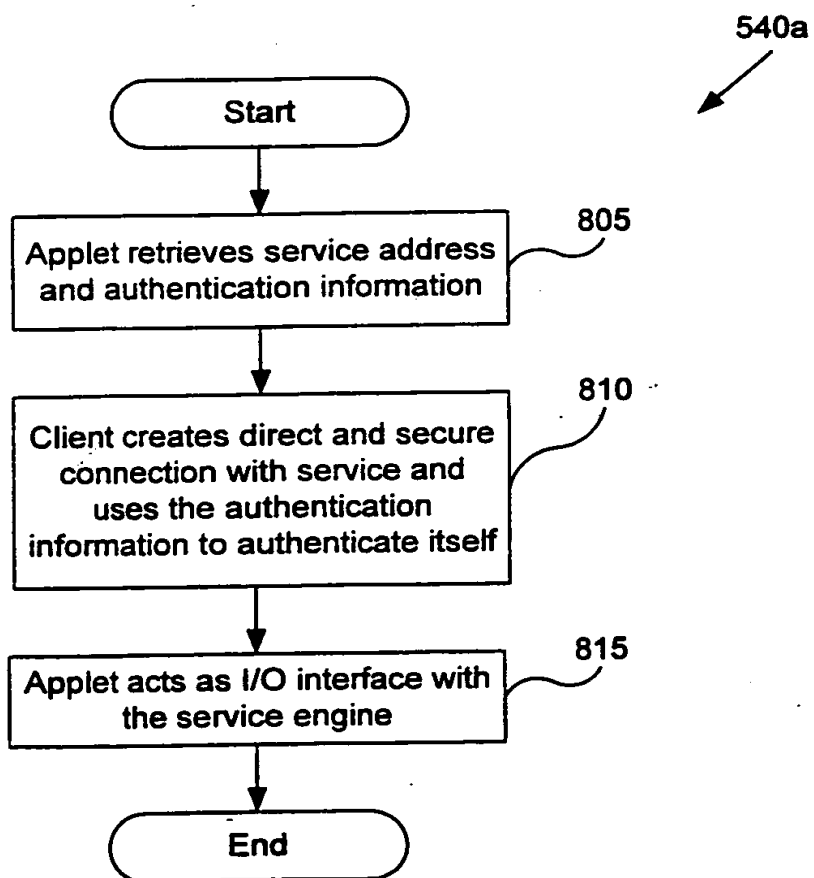 540a
Start
805
Applet retrieves service address
and authentication information
810
Client creates direct and secure
connection with service and
uses the authentication
information to authenticate itself
815
Applet acts as I/O interface with
the service engine
End